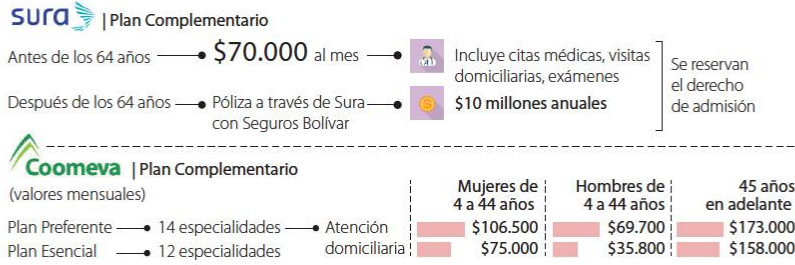 sura | Plan Complementario
Antes de los 64 años $70.000 al mes Incluye citas médicas, visitas
domiciliarias, exámenes
Después de los 64 años Póliza a través de Sura
con Seguros Bolívar
$ $10 millones anuales
Se reservan
el derecho
de admisión
Coomeva | Plan Complementario
(valores mensuales)
Mujeres de
4 a 44 años
Hombres de
4 a 44 años
45 años
en adelante
Plan Preferente 14 especialidades Atención
domiciliaria
$106.500 $69.700 $173.000
Plan Esencial 12 especialidades
$75.000 $35.800 $158.000